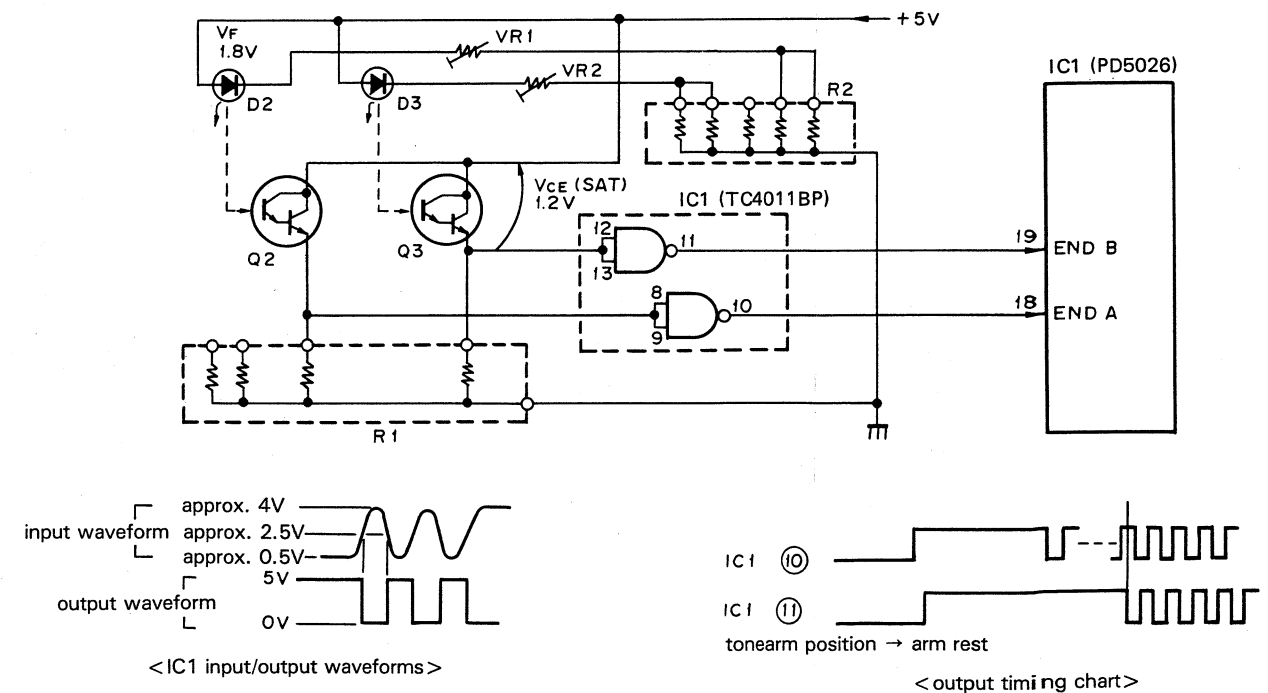 +5V
VF
1.8V
VR1
VR2
IC1 (PD5026)
D2
D3
R2
VCE (SAT)
1.2V
IC1 (TC4011BP)
Q2
Q3
12
13
11
19
END B
8
9
10
18
END A
R1
input waveform
approx. 4V
approx. 2.5V
approx. 0.5V
output waveform
5V
0V
<IC1 input/output waveforms>
IC1 10
IC1 11
tonearm position → arm rest
<output timing chart>